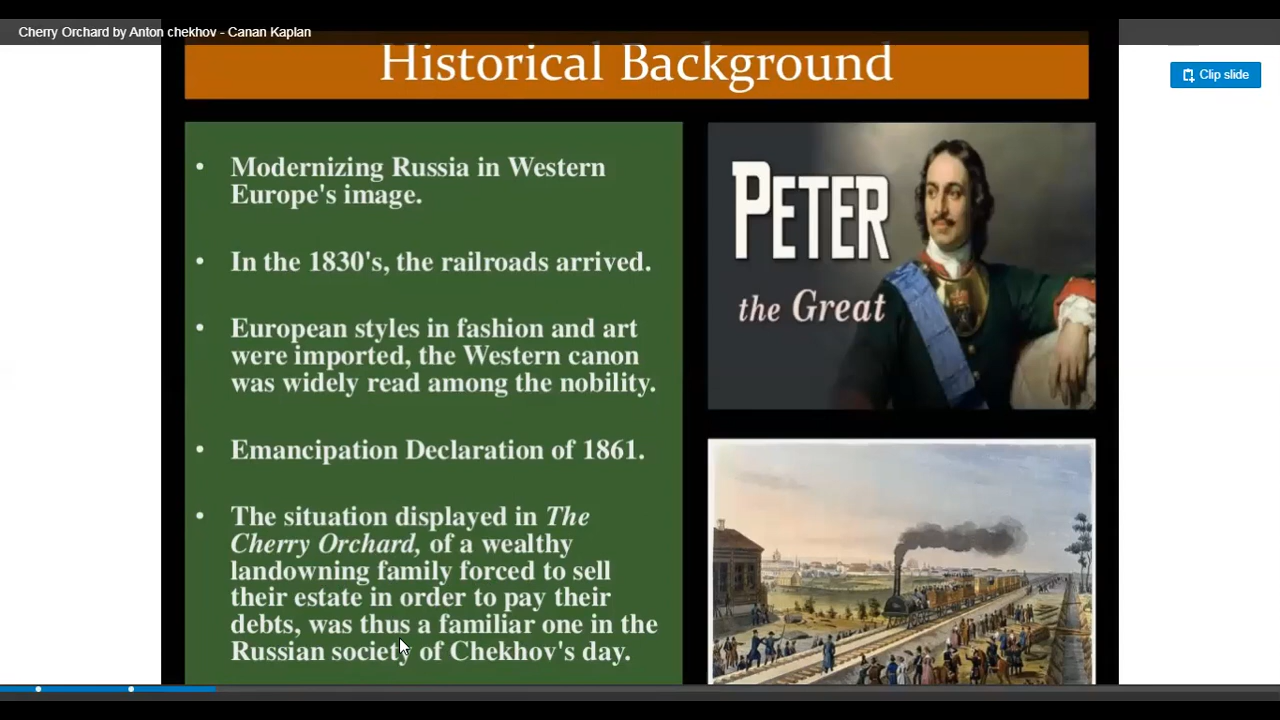 Cherry Orchard by Anton chekhov - Canan Kaplan
Historical Background
Clip slide
• Modernizing Russia in Western
Europe's image.
• In the 1830's, the railroads arrived.
• European styles in fashion and art
were imported, the Western canon
was widely read among the nobility.
• Emancipation Declaration of 1861.
• The situation displayed in The
Cherry Orchard, of a wealthy
landowning family forced to sell
their estate in order to pay their
debts, was thus a familiar one in the
Russian society of Chekhov's day.
PETER
the Great